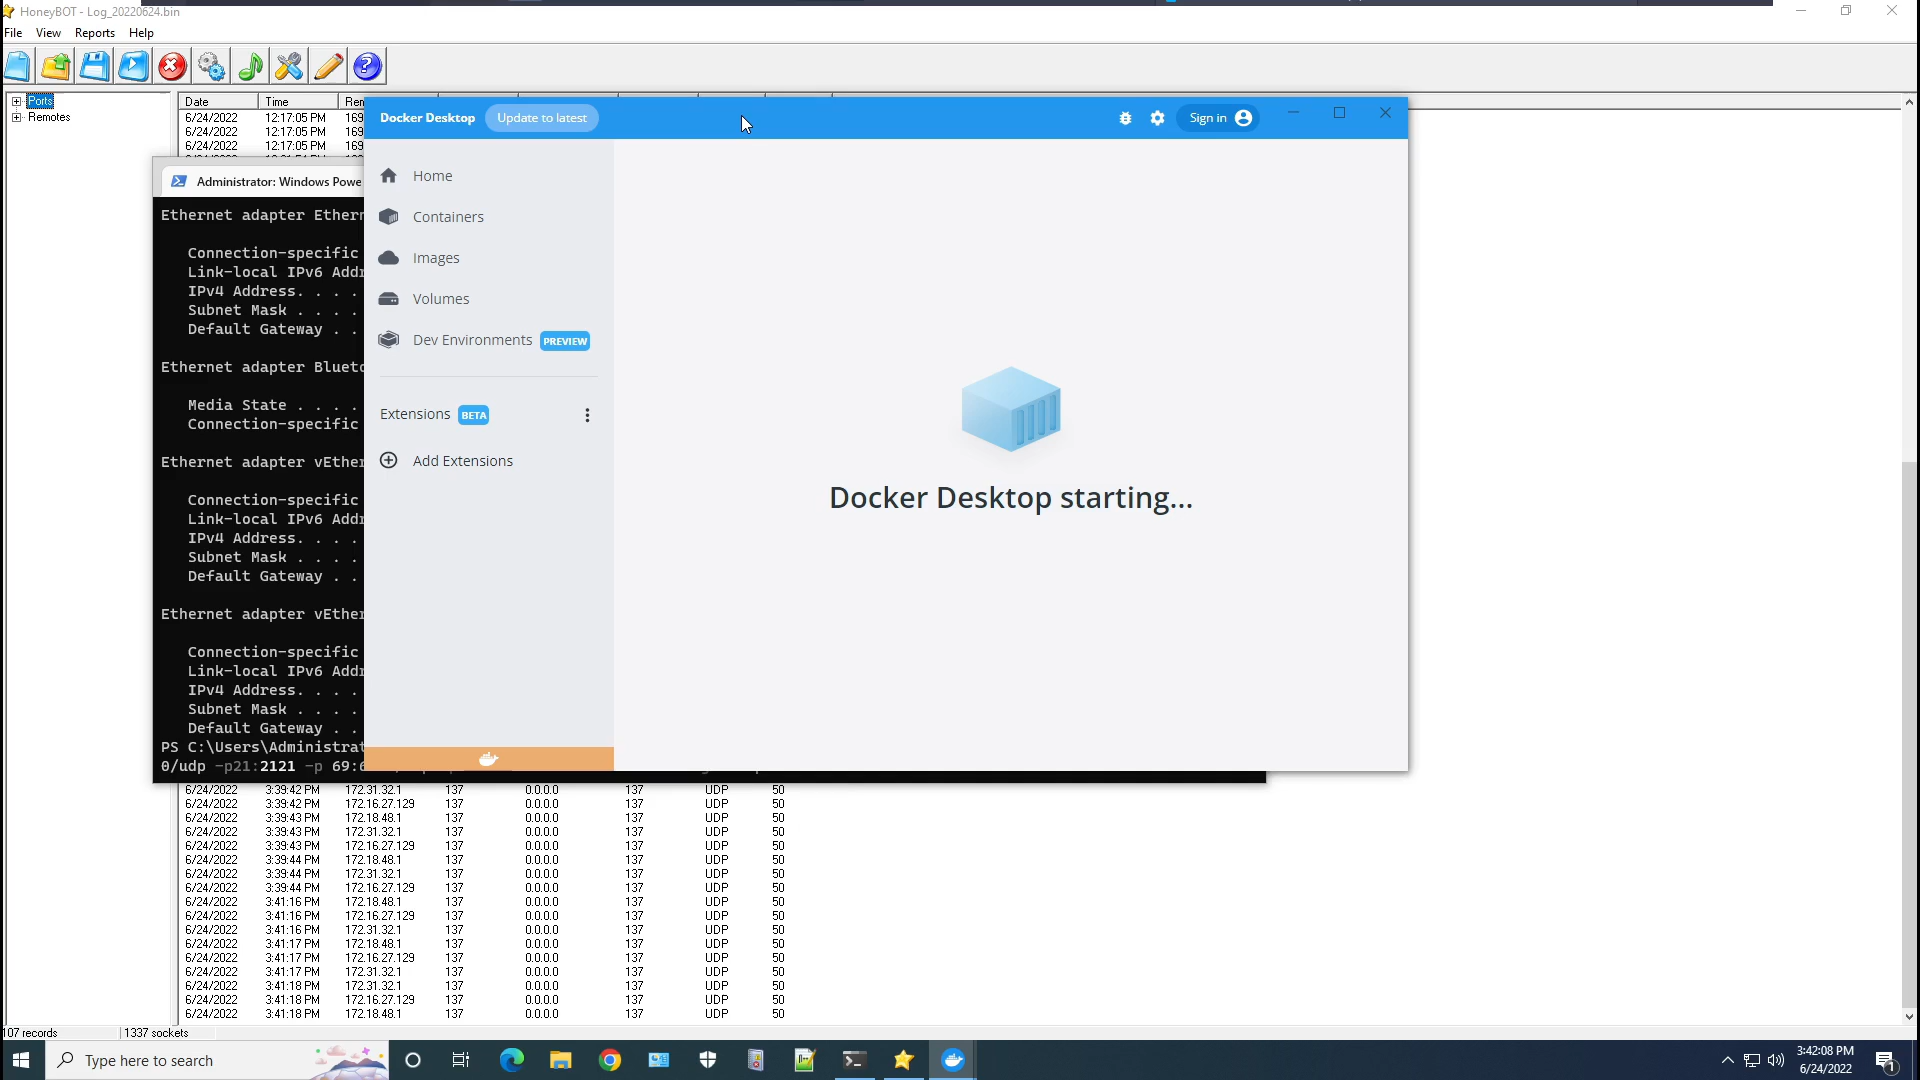 HoneyBOT - Log_20220624.bin
File View Reports Help
Ports
Remotes
Date Time Rem
6/24/2022 12:17:05 PM 169
6/24/2022 12:17:05 PM 169
6/24/2022 12:17:05 PM 169
Docker Desktop Update to latest Sign in
Home
Containers
Images
Volumes
Dev Environments PREVIEW
Extensions BETA
Add Extensions
Docker Desktop starting...
Administrator: Windows Powe
Ethernet adapter Ethern
Connection-specific
Link-local IPv6 Addr
IPv4 Address. . . .
Subnet Mask . . . .
Default Gateway . .
Ethernet adapter Blueto
Media State . . . .
Connection-specific
Ethernet adapter vEther
Connection-specific
Link-local IPv6 Addr
IPv4 Address. . . .
Subnet Mask . . . .
Default Gateway . .
Ethernet adapter vEther
Connection-specific
Link-local IPv6 Addr
IPv4 Address. . . .
Subnet Mask . . . .
Default Gateway . .
PS C:\Users\Administrat
0/udp -p21:2121 -p 69:6
6/24/2022 3:39:42 PM 172.31.32.1 137 0.0.0.0 137 UDP 50
6/24/2022 3:39:42 PM 172.16.27.129 137 0.0.0.0 137 UDP 50
6/24/2022 3:39:43 PM 172.18.48.1 137 0.0.0.0 137 UDP 50
6/24/2022 3:39:43 PM 172.31.32.1 137 0.0.0.0 137 UDP 50
6/24/2022 3:39:43 PM 172.16.27.129 137 0.0.0.0 137 UDP 50
6/24/2022 3:39:44 PM 172.18.48.1 137 0.0.0.0 137 UDP 50
6/24/2022 3:39:44 PM 172.31.32.1 137 0.0.0.0 137 UDP 50
6/24/2022 3:39:44 PM 172.16.27.129 137 0.0.0.0 137 UDP 50
6/24/2022 3:41:16 PM 172.18.48.1 137 0.0.0.0 137 UDP 50
6/24/2022 3:41:16 PM 172.16.27.129 137 0.0.0.0 137 UDP 50
6/24/2022 3:41:16 PM 172.31.32.1 137 0.0.0.0 137 UDP 50
6/24/2022 3:41:17 PM 172.18.48.1 137 0.0.0.0 137 UDP 50
6/24/2022 3:41:17 PM 172.16.27.129 137 0.0.0.0 137 UDP 50
6/24/2022 3:41:17 PM 172.31.32.1 137 0.0.0.0 137 UDP 50
6/24/2022 3:41:18 PM 172.31.32.1 137 0.0.0.0 137 UDP 50
6/24/2022 3:41:18 PM 172.16.27.129 137 0.0.0.0 137 UDP 50
6/24/2022 3:41:18 PM 172.18.48.1 137 0.0.0.0 137 UDP 50
107 records 1337 sockets
Type here to search
3:42:08 PM
6/24/2022
1